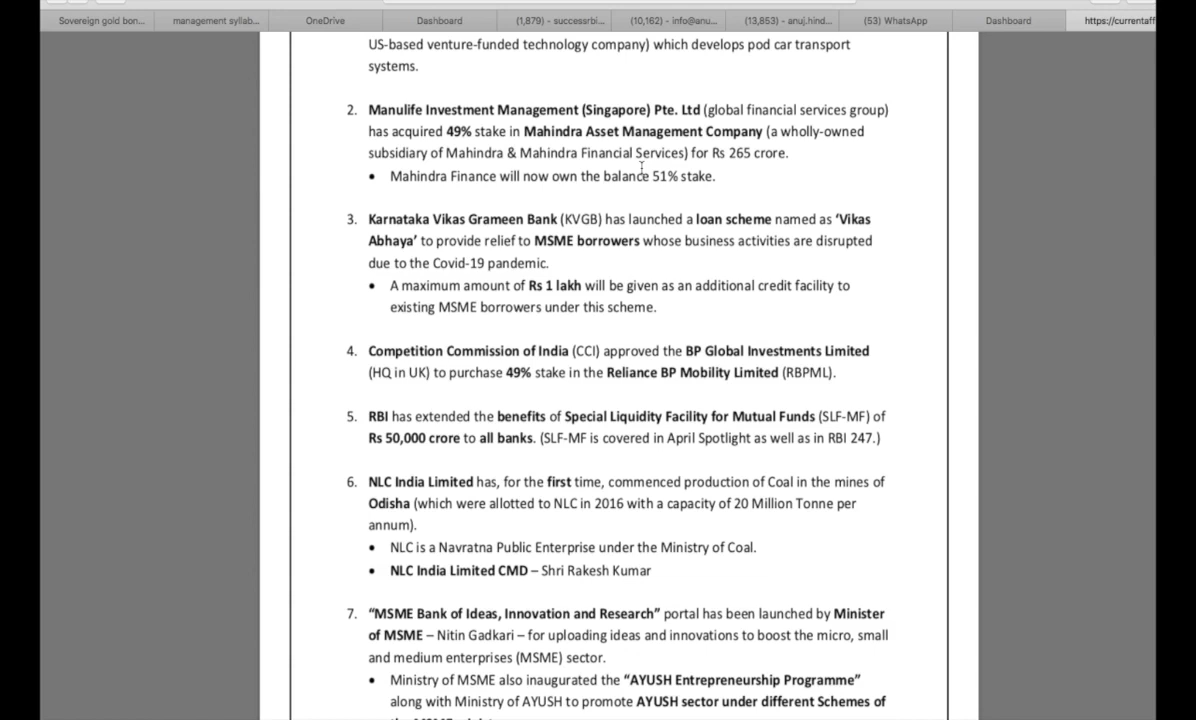 Sovereign gold bon...
management syllab...
OneDrive
Dashboard
(1,879) - successrbi...
(10,162) - info@anu...
(13,853) - anuj.hind...
(53) WhatsApp
Dashboard
https://currentaff
US-based venture-funded technology company) which develops pod car transport
systems.
2. Manulife Investment Management (Singapore) Pte. Ltd (global financial services group)
has acquired 49% stake in Mahindra Asset Management Company (a wholly-owned
subsidiary of Mahindra & Mahindra Financial Services) for Rs 265 crore.
• Mahindra Finance will now own the balance 51% stake.
3. Karnataka Vikas Grameen Bank (KVGB) has launched a loan scheme named as ‘Vikas
Abhaya’ to provide relief to MSME borrowers whose business activities are disrupted
due to the Covid-19 pandemic.
• A maximum amount of Rs 1 lakh will be given as an additional credit facility to
existing MSME borrowers under this scheme.
4. Competition Commission of India (CCI) approved the BP Global Investments Limited
(HQ in UK) to purchase 49% stake in the Reliance BP Mobility Limited (RBPML).
5. RBI has extended the benefits of Special Liquidity Facility for Mutual Funds (SLF-MF) of
Rs 50,000 crore to all banks. (SLF-MF is covered in April Spotlight as well as in RBI 247.)
6. NLC India Limited has, for the first time, commenced production of Coal in the mines of
Odisha (which were allotted to NLC in 2016 with a capacity of 20 Million Tonne per
annum).
• NLC is a Navratna Public Enterprise under the Ministry of Coal.
• NLC India Limited CMD – Shri Rakesh Kumar
7. “MSME Bank of Ideas, Innovation and Research” portal has been launched by Minister
of MSME – Nitin Gadkari – for uploading ideas and innovations to boost the micro, small
and medium enterprises (MSME) sector.
• Ministry of MSME also inaugurated the “AYUSH Entrepreneurship Programme”
along with Ministry of AYUSH to promote AYUSH sector under different Schemes of